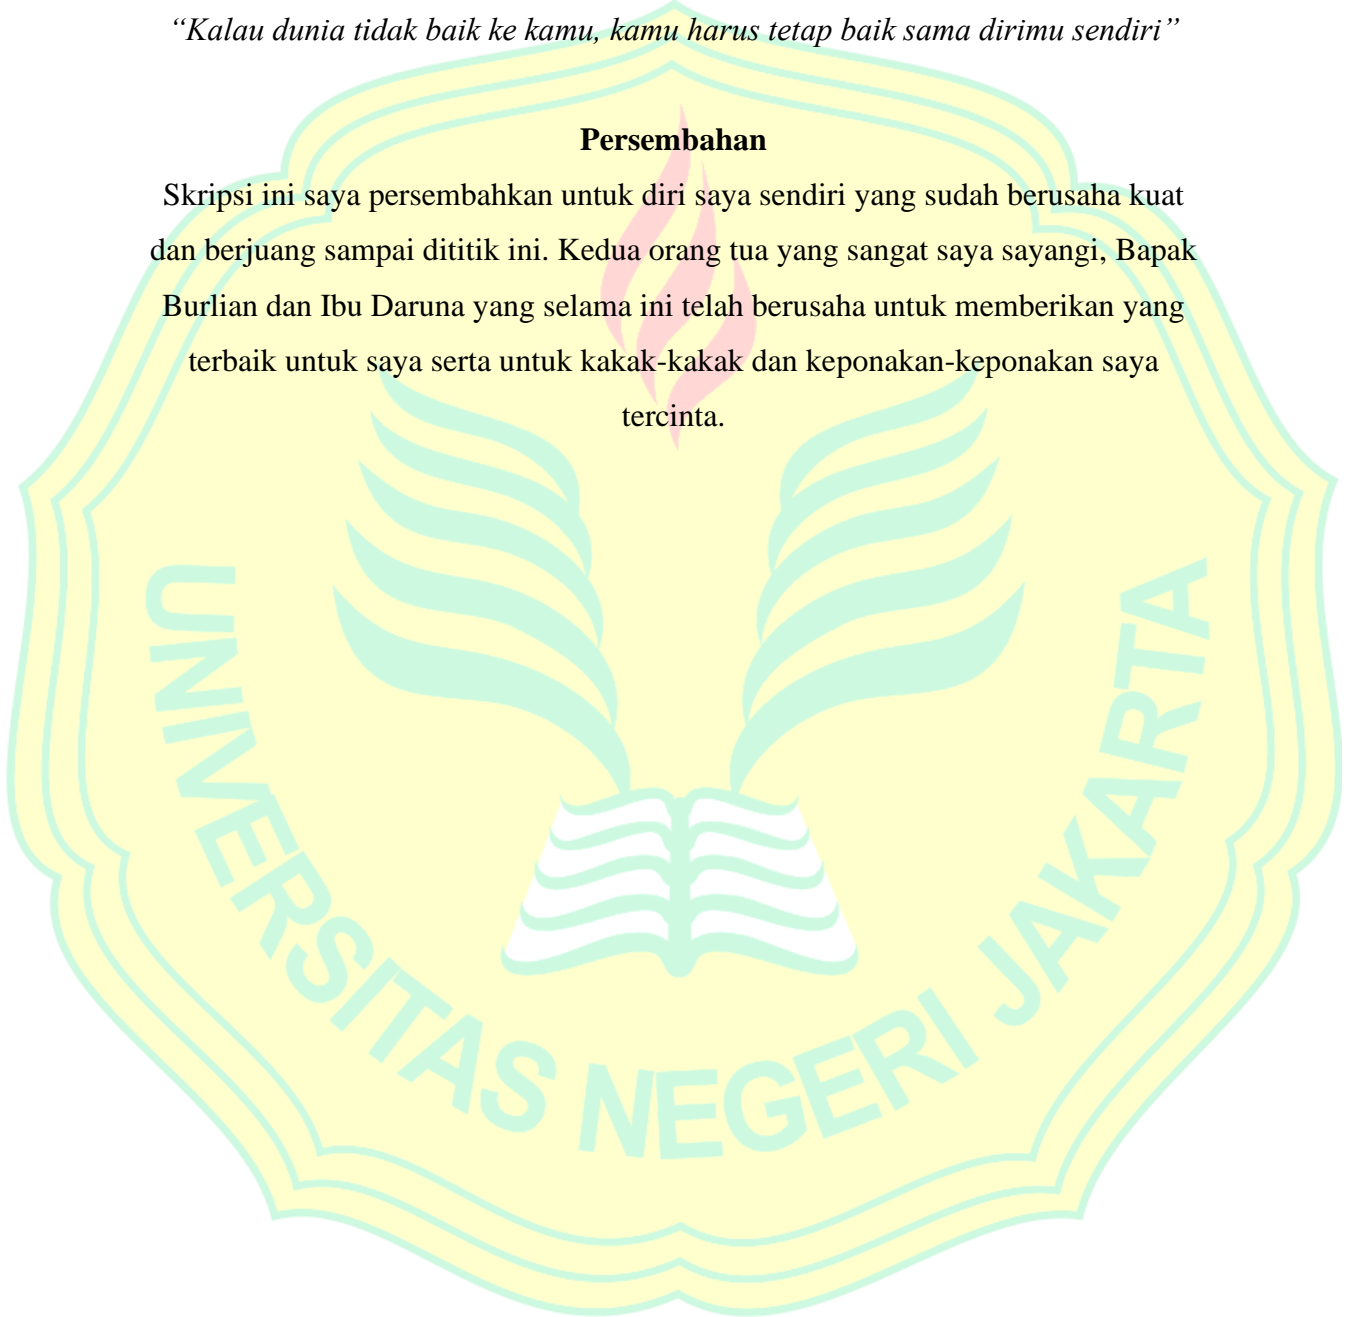 “Kalau dunia tidak baik ke kamu, kamu harus tetap baik sama dirimu sendiri”
Persembahan
Skripsi ini saya persembahkan untuk diri saya sendiri yang sudah berusaha kuat
dan berjuang sampai dititik ini. Kedua orang tua yang sangat saya sayangi, Bapak
Burlian dan Ibu Daruna yang selama ini telah berusaha untuk memberikan yang
terbaik untuk saya serta untuk kakak-kakak dan keponakan-keponakan saya
tercinta.
UNIVERSITAS NEGERI JAKARTA